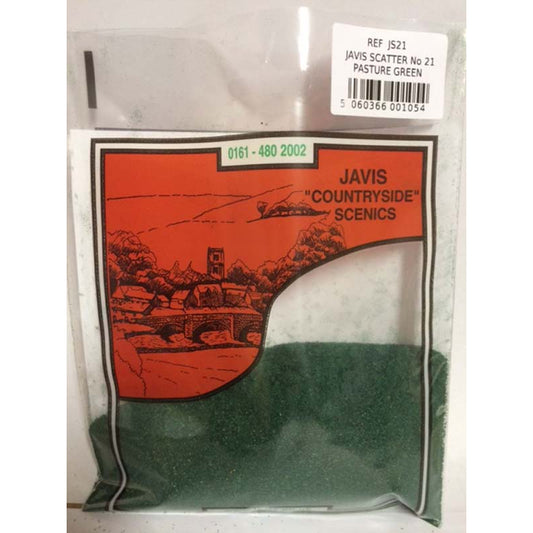 REF JS21
JAVIS SCATTER No 21
PASTURE GREEN
5 060366 001054
0161 - 480 2002
JAVIS
"COUNTRYSIDE"
SCENICS